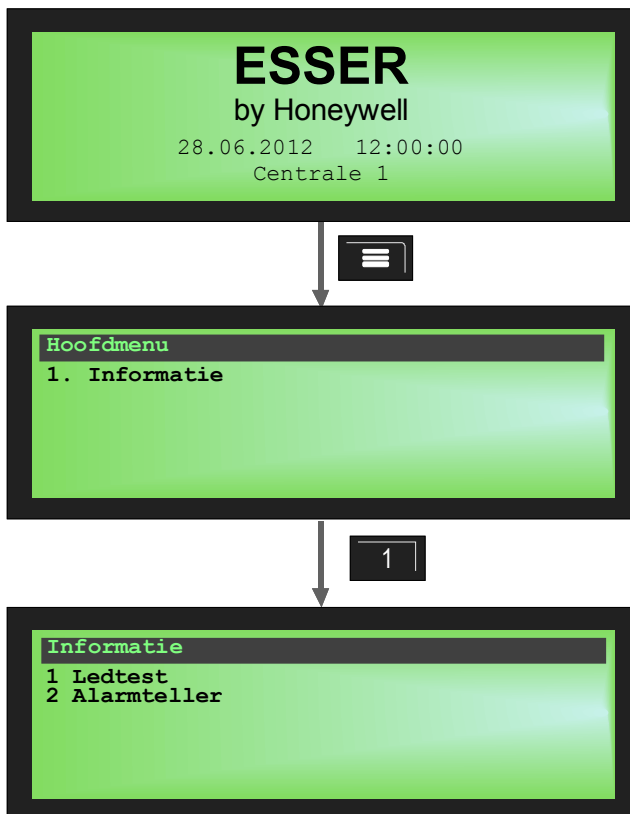 ESSER
by Honeywell
28.06.2012 12:00:00
Centrale 1
Hoofdmenu
1. Informatie
1
Informatie
1 Ledtest
2 Alarmteller